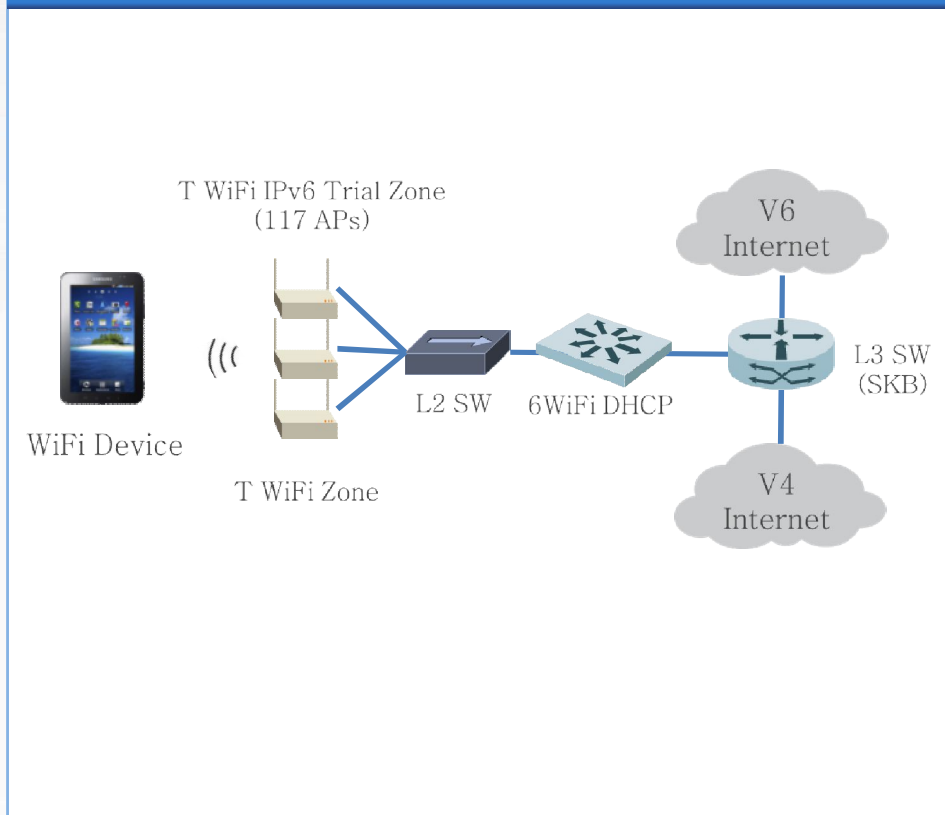 T WiFi IPv6 Trial Zone
(117 APs)
V6
Internet
SAMSUNG
L3 SW
(SKB)
L2 SW
6WiFi DHCP
WiFi Device
T WiFi Zone
V4
Internet